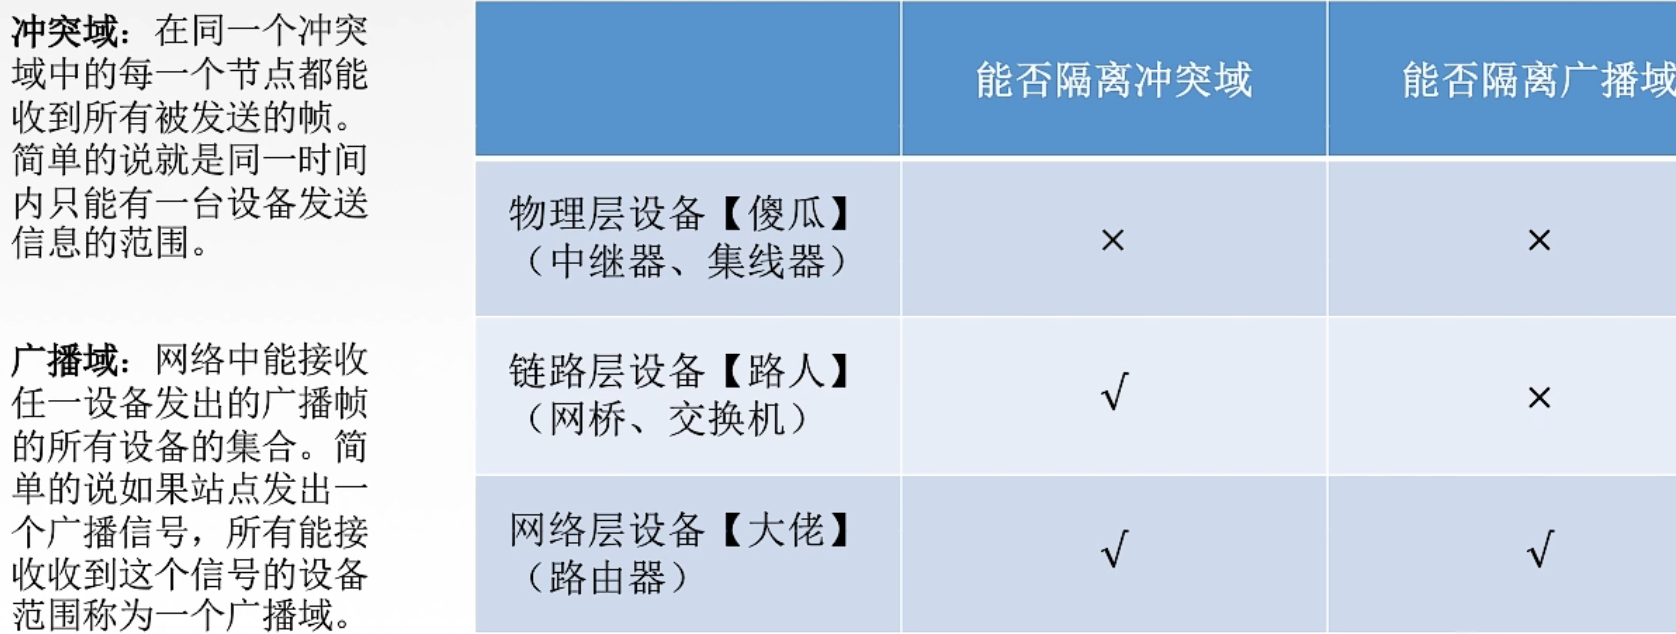 冲突域：在同一个冲突
域中的每一个节点都能
收到所有被发送的帧。
简单的说就是同一时间
内只能有一台设备发送
信息的范围。
广播域：网络中能接收
任一设备发出的广播帧
的所有设备的集合。简
单的说如果站点发出一
个广播信号，所有能接
收收到这个信号的设备
范围称为一个广播域。
能否隔离冲突域
能否隔离广播域
物理层设备【傻瓜】
（中继器、集线器）
×
×
链路层设备【路人】
（网桥、交换机）
√
×
网络层设备【大佬】
（路由器）
√
√